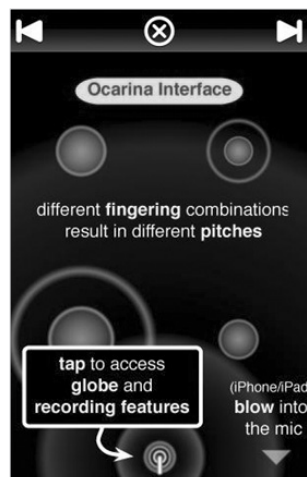 Ocarina Interface
different fingering combinations
result in different pitches
tap to access
globe and
recording features
(iPhone/iPad
blow into
the mic